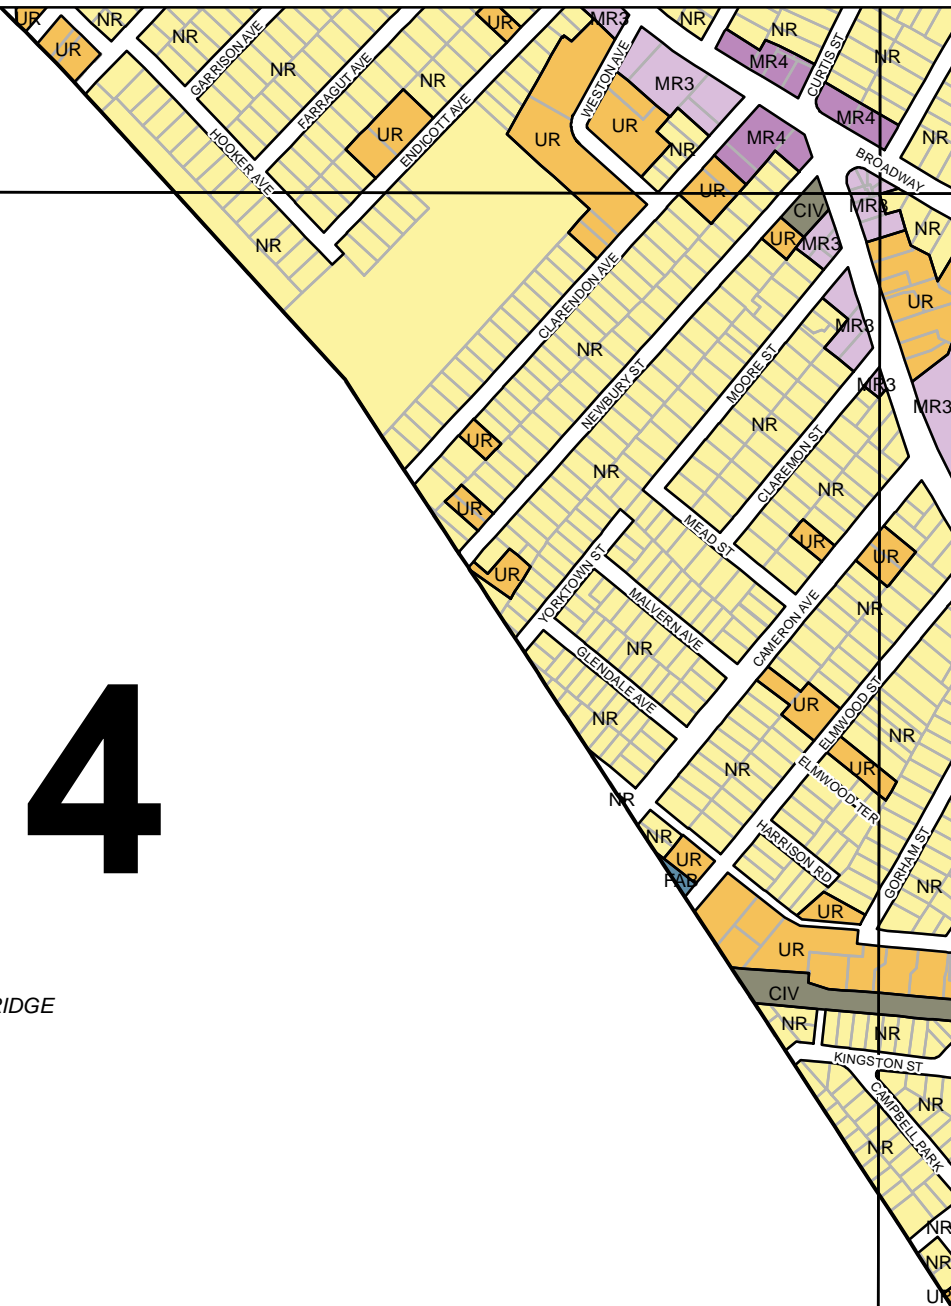 UR
NR
UR
MR3
NR
NR
UR
NR
GARRISON AVE
NR
FARRAGUT AVE
NR
ENDICOTT AVE
WESTON AVE
MR3
MR4
CURTIS ST
NR
HOOKER AVE
UR
UR
UR
NR
MR4
MR4
NR
BROADWAY
UR
CIV
MR3
NR
UR
MR3
NR
CLARENDON AVE
UR
NR
NEWBURY ST
MOORE ST
MR3
MR3
MR3
UR
NR
NR
CLAREMON ST
NR
UR
MEAD ST
UR
UR
UR
YORKTOWN ST
MALVERN AVE
CAMERON AVE
NR
NR
GLENDALE AVE
NR
UR
ELMWOOD ST
NR
4
NR
UR
ELMWOOD TER
NR
NR
HARRISON RD
GORHAM ST
UR
FAB
NR
UR
UR
CIV
RIDGE
NR
NR
KINGSTON ST
CAMPBELL PARK
NR
NR
NR
NR
UR